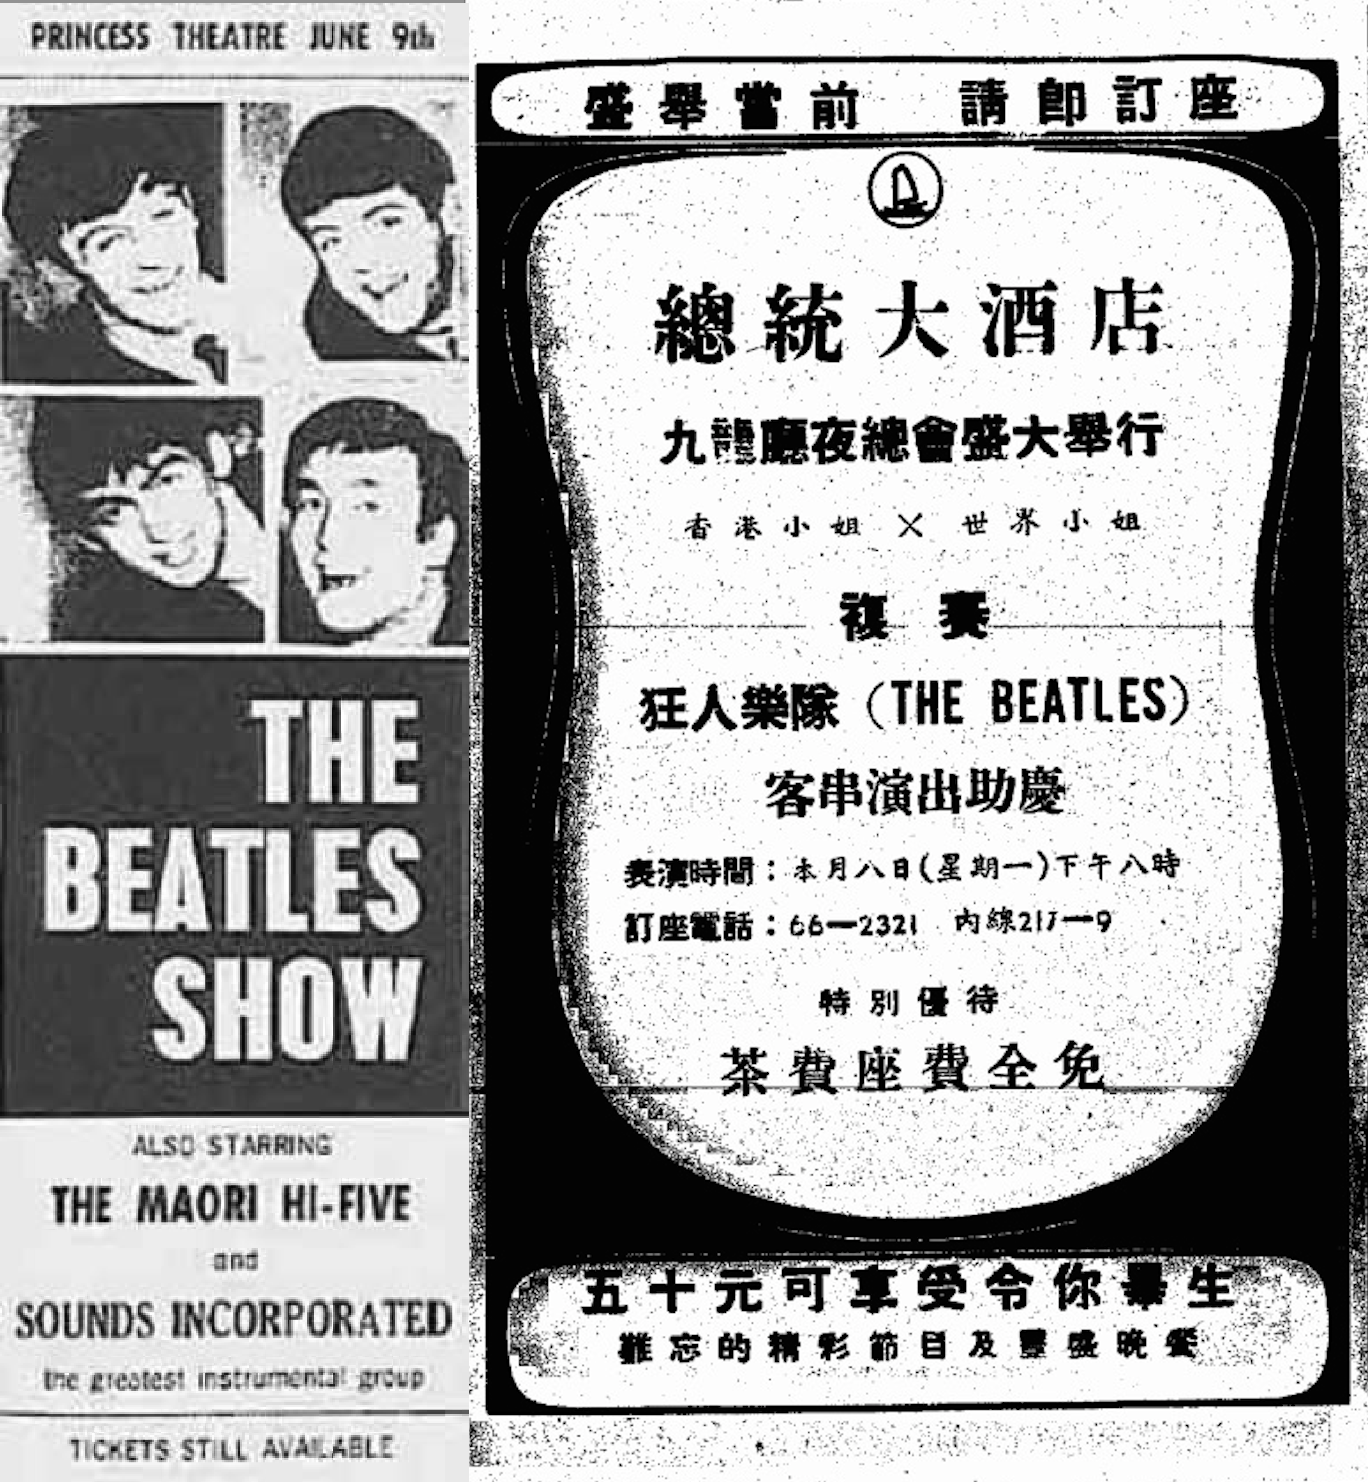 PRINCESS THEATRE JUNE 9th
THE
BEATLES
SHOW
ALSO STARRING
THE MAORI HI-FIVE
and
SOUNDS INCORPORATED
the greatest instrumental group
TICKETS STILL AVAILABLE
盛舉當前 請即訂座
總統大酒店
九龍廳夜總會盛大舉行
香港小姐 × 世界小姐
複賽
狂人樂隊（THE BEATLES）
客串演出助慶
表演時間：本月八日(星期一)下午八時
訂座電話：66—2321 內線217—9
特別優待
茶費座費全免
五十元可享受令你畢生
難忘的精彩節目及豐盛晚餐